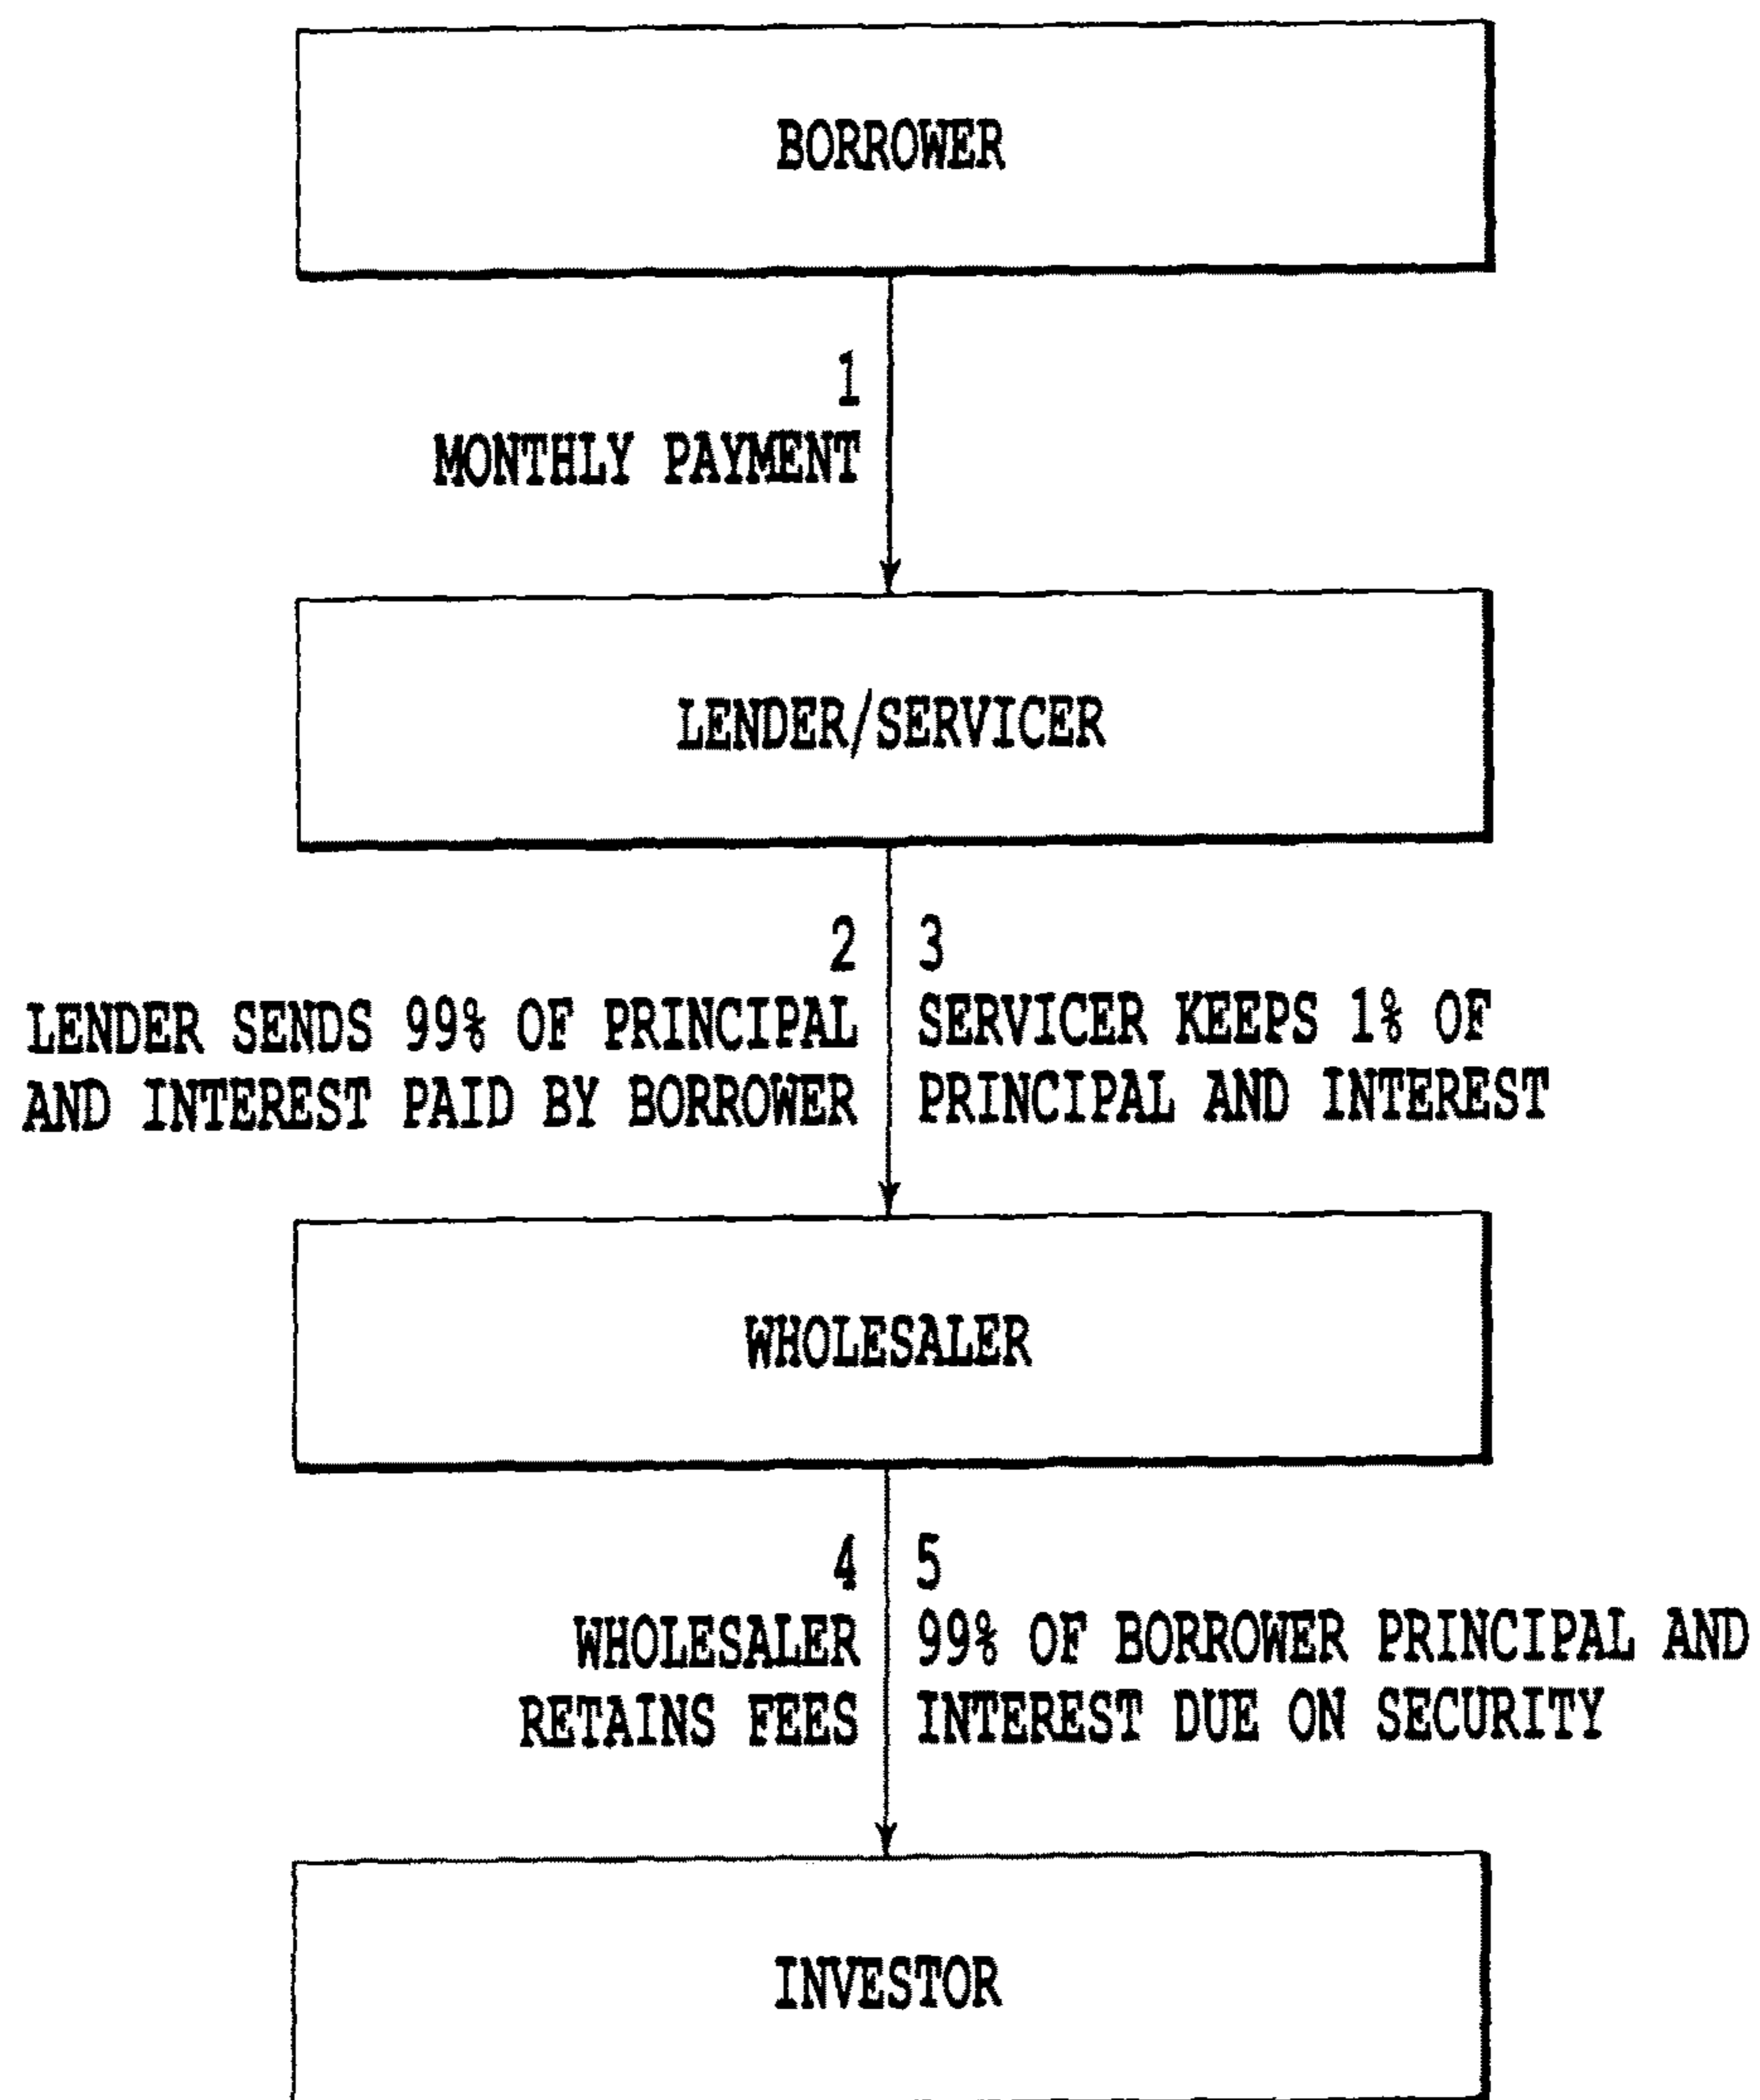 BORROWER
1
MONTHLY PAYMENT
LENDER/SERVICER
2
LENDER SENDS 99% OF PRINCIPAL
AND INTEREST PAID BY BORROWER
3
SERVICER KEEPS 1% OF
PRINCIPAL AND INTEREST
WHOLESALER
4
WHOLESALER
RETAINS FEES
5
99% OF BORROWER PRINCIPAL AND
INTEREST DUE ON SECURITY
INVESTOR